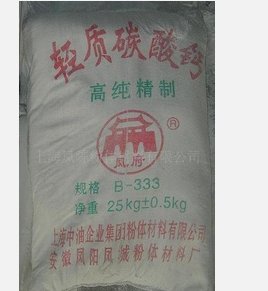 轻质碳酸钙
高纯精制
®
凤府
规格 B-333
净重 25kg±0.5kg
上海中油企业集团粉体材料有限公司
安徽凤阳凤诚粉体材料厂